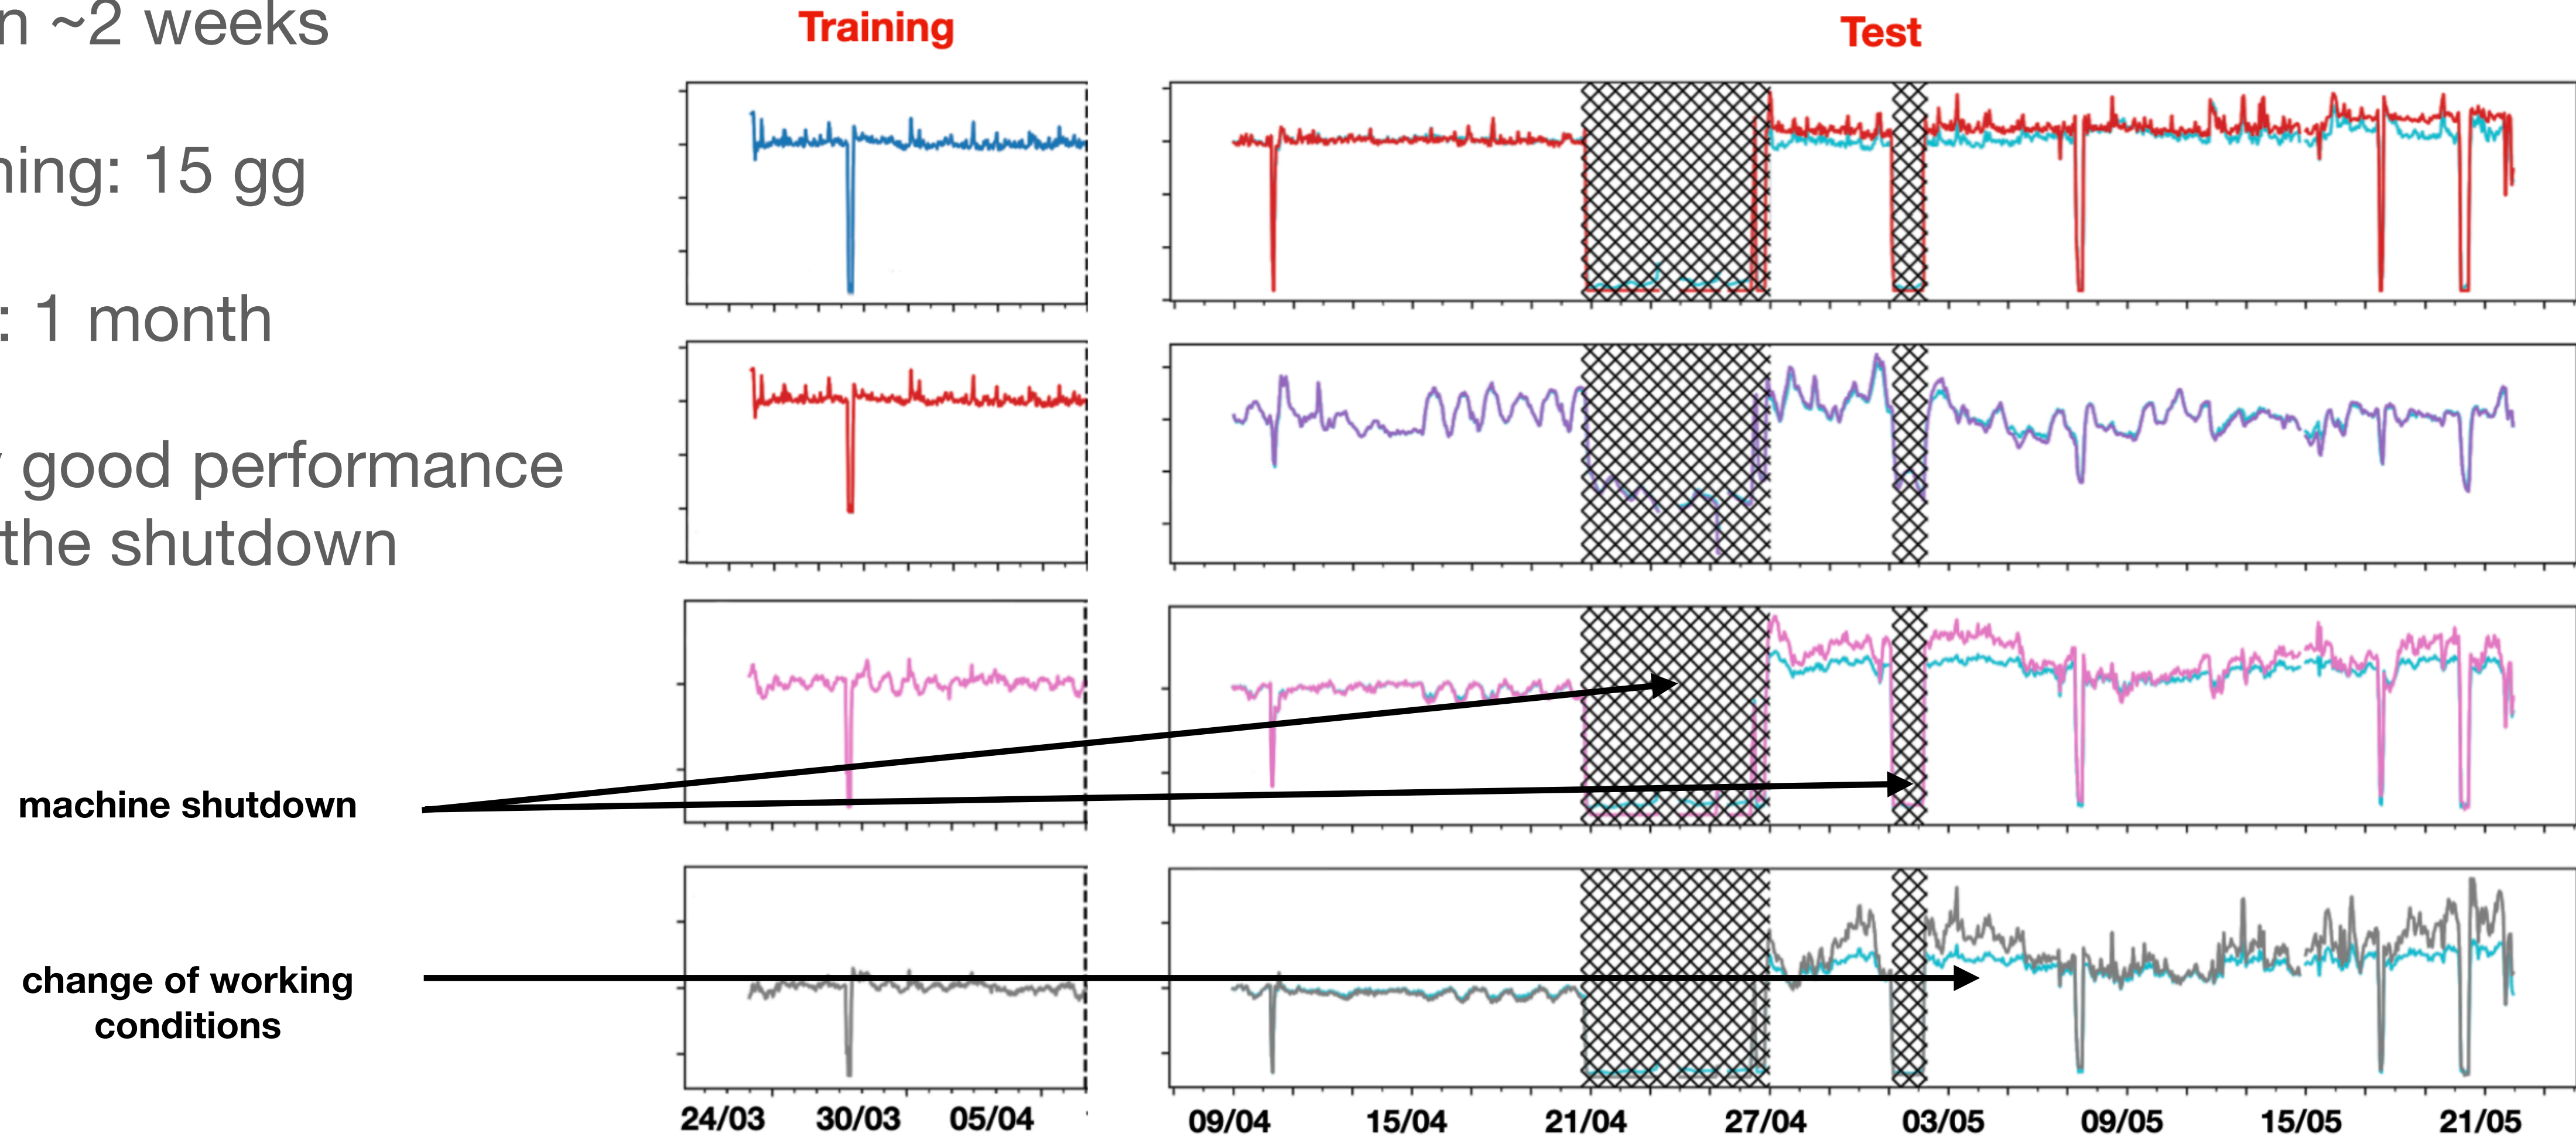 n ~2 weeks
Training
Test
ning: 15 gg
: 1 month
good performance
the shutdown
machine shutdown
change of working
conditions
24/03 30/03 05/04
09/04 15/04 21/04 27/04 03/05 09/05 15/05 21/05